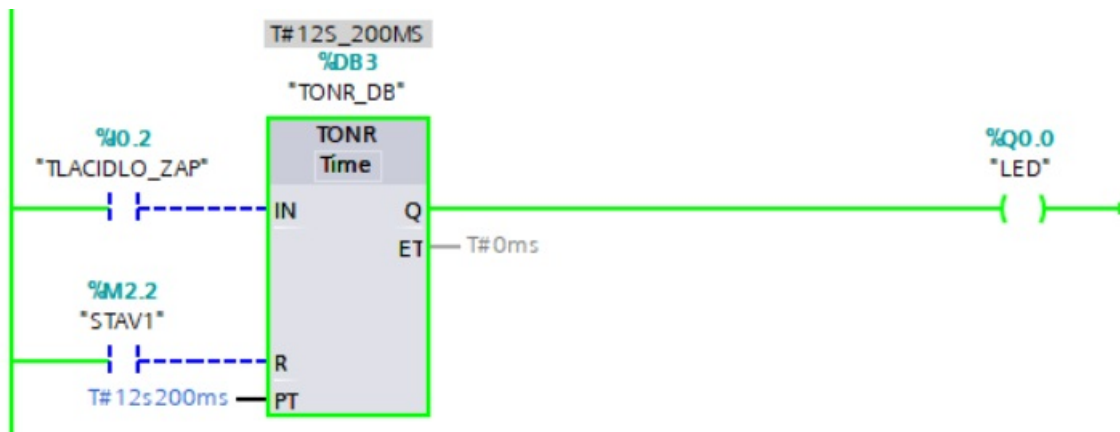 T#12S_200MS
%DB3
"TONR_DB"
TONR
Time
%I0.2
"TLACIDLO_ZAP"
IN
Q
%Q0.0
"LED"
ET
T#0ms
%M2.2
"STAV1"
R
T#12s200ms
PT